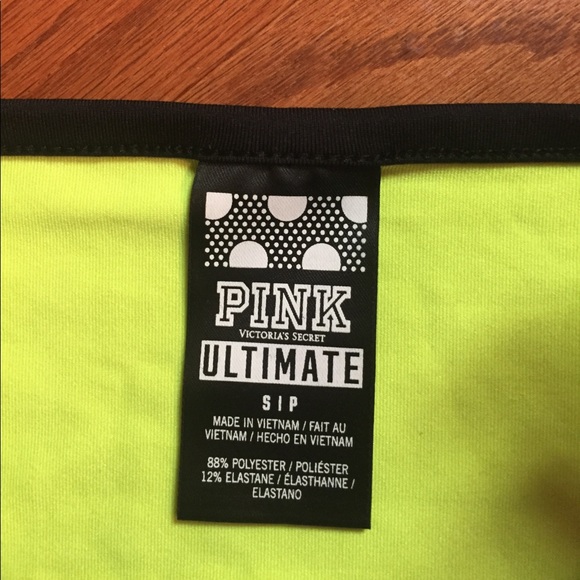 PINK
VICTORIA'S SECRET
ULTIMATE
S | P
MADE IN VIETNAM / FAIT AU
VIETNAM / HECHO EN VIETNAM
88% POLYESTER / POLIÉSTER
12% ELASTANE / ÉLASTHANNE /
ELASTANO